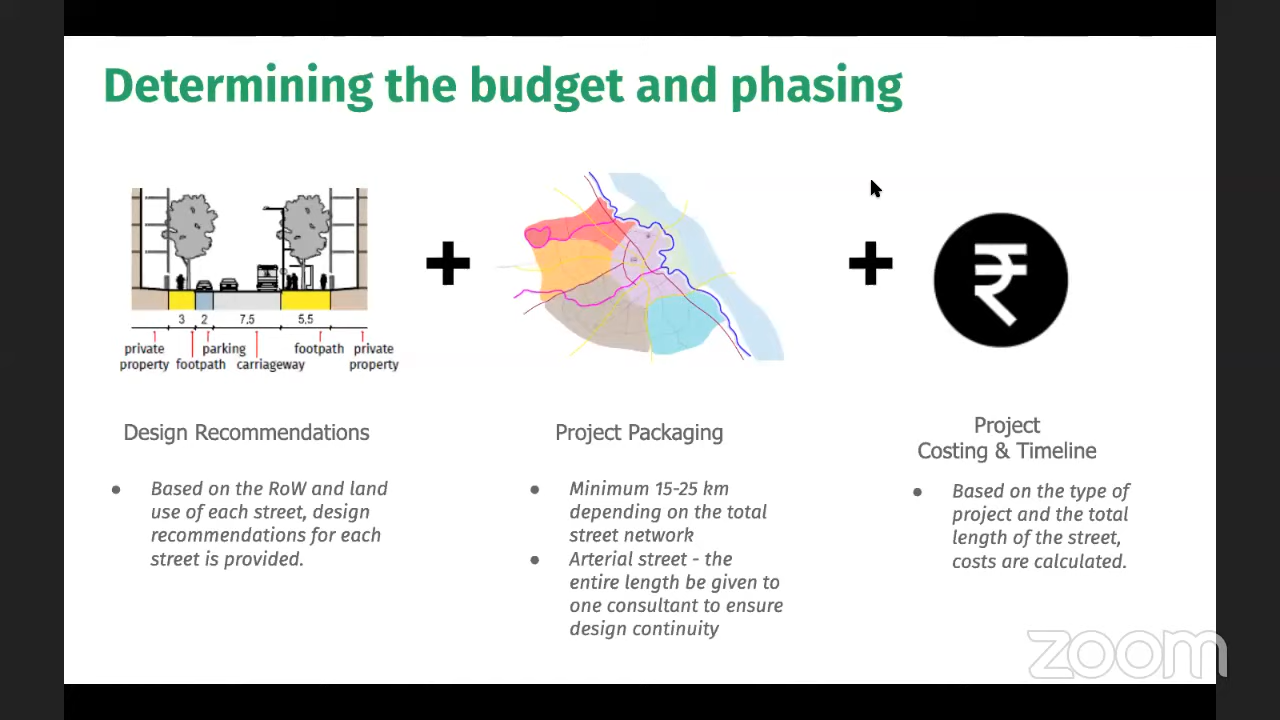 Determining the budget and phasing
3 2 7,5 5,5
private property
footpath
parking
carriageway
footpath
private property
Design Recommendations
● Based on the RoW and land
use of each street, design
recommendations for each
street is provided.
Project Packaging
● Minimum 15-25 km
depending on the total
street network
● Arterial street - the
entire length be given to
one consultant to ensure
design continuity
₹
Project
Costing & Timeline
● Based on the type of
project and the total
length of the street,
costs are calculated.
zoom